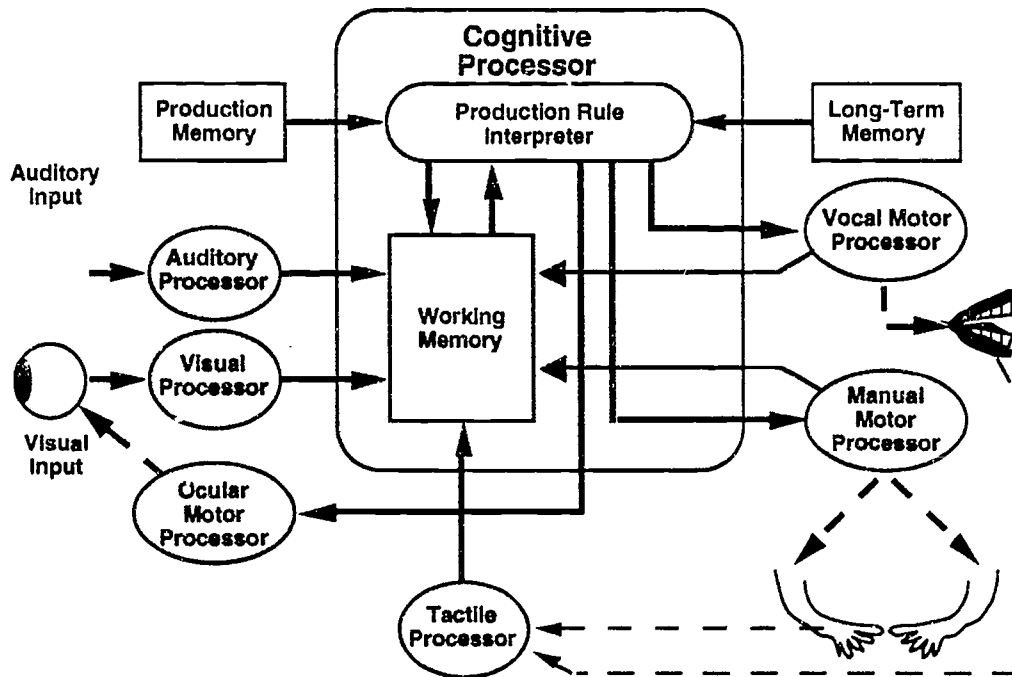 Cognitive
Processor
Production
Memory
Production Rule
Interpreter
Long-Term
Memory
Auditory
Input
Vocal Motor
Processor
Auditory
Processor
Working
Memory
Visual
Processor
Manual
Motor
Processor
Visual
Input
Ocular
Motor
Processor
Tactile
Processor